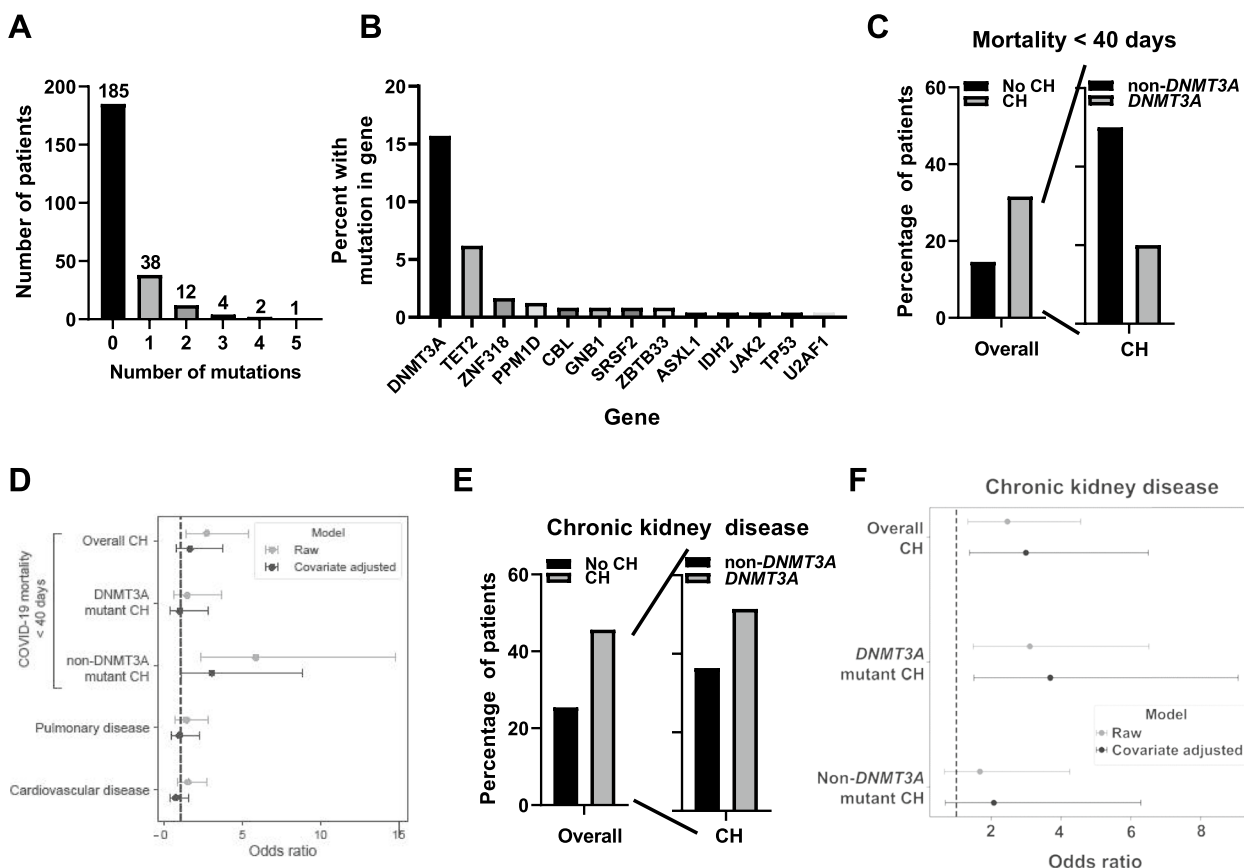 A
Number of patients
200
150
100
50
0
185
38
12
4
2
1
0 1 2 3 4 5
Number of mutations
B
Percent with
mutation in gene
20
15
10
5
0
DNMT3A
TET2
ZNF318
PPM1D
CBL
GNB1
SRSF2
ZBTB33
ASXL1
IDH2
JAK2
TP53
U2AF1
Gene
C
Mortality < 40 days
No CH
CH
non-DNMT3A
DNMT3A
Percentage of patients
60
40
20
0
Overall
CH
D
COVID-19 mortality
< 40 days
Overall CH
DNMT3A
mutant CH
non-DNMT3A
mutant CH
Pulmonary disease
Cardiovascular disease
Model
Raw
Covariate adjusted
0 5 10 15
Odds ratio
E
Chronic kidney disease
No CH
CH
non-DNMT3A
DNMT3A
Percentage of patients
60
40
20
0
Overall
CH
F
Chronic kidney disease
Overall
CH
DNMT3A
mutant CH
Non-DNMT3A
mutant CH
Model
Raw
Covariate adjusted
2 4 6 8
Odds ratio